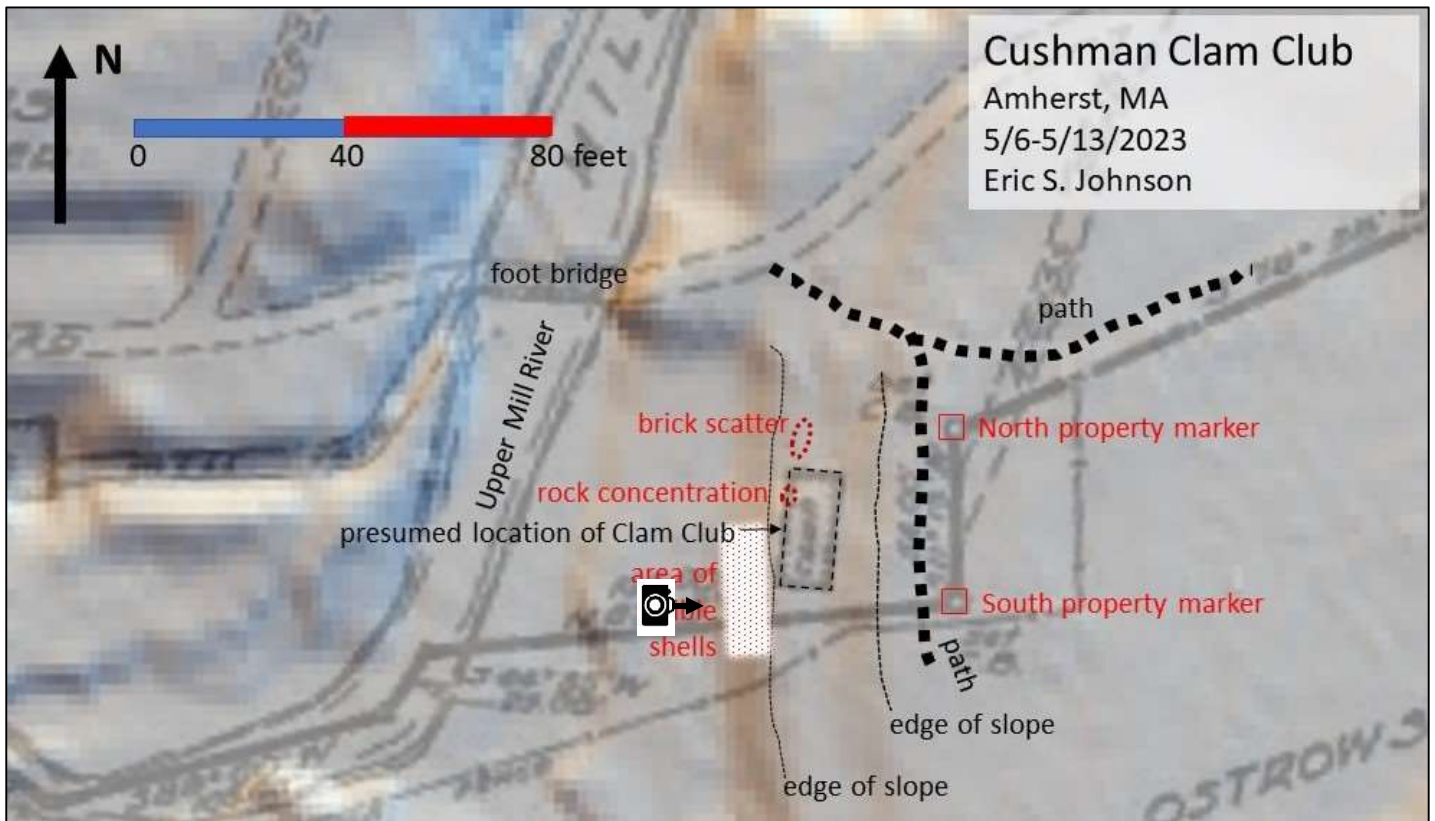 Cushman Clam Club
Amherst, MA
5/6-5/13/2023
Eric S. Johnson
N
0 40 80 feet
MIL
foot bridge
path
Upper Mill River
brick scatter
North property marker
rock concentration
presumed location of Clam Club
area of
shells
South property marker
path
edge of slope
edge of slope
OSTROWS